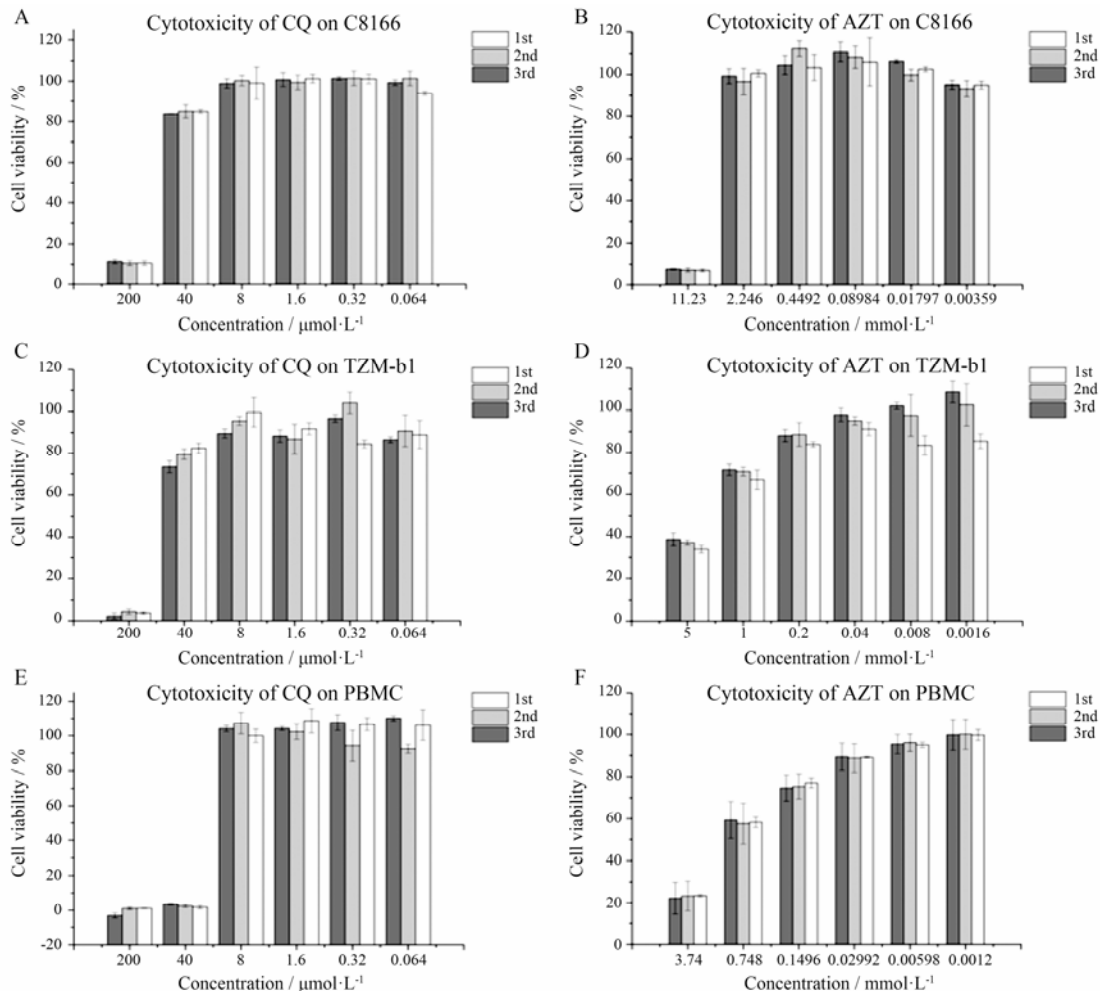 A
Cytotoxicity of CQ on C8166
1st
2nd
3rd
120
100
80
60
40
20
0
Cell viability / %
200 40 8 1.6 0.32 0.064
Concentration / μmol·L⁻¹
B
Cytotoxicity of AZT on C8166
1st
2nd
3rd
120
100
80
60
40
20
0
Cell viability / %
11.23 2.246 0.4492 0.08984 0.01797 0.00359
Concentration / mmol·L⁻¹
C
Cytotoxicity of CQ on TZM-b1
1st
2nd
3rd
120
100
80
60
40
20
0
Cell viability / %
200 40 8 1.6 0.32 0.064
Concentration / μmol·L⁻¹
D
Cytotoxicity of AZT on TZM-b1
1st
2nd
3rd
120
100
80
60
40
20
0
Cell viability / %
5 1 0.2 0.04 0.008 0.0016
Concentration / mmol·L⁻¹
E
Cytotoxicity of CQ on PBMC
1st
2nd
3rd
120
100
80
60
40
20
0
-20
Cell viability / %
200 40 8 1.6 0.32 0.064
Concentration / μmol·L⁻¹
F
Cytotoxicity of AZT on PBMC
1st
2nd
3rd
120
100
80
60
40
20
0
Cell viability / %
3.74 0.748 0.1496 0.02992 0.00598 0.0012
Concentration / mmol·L⁻¹